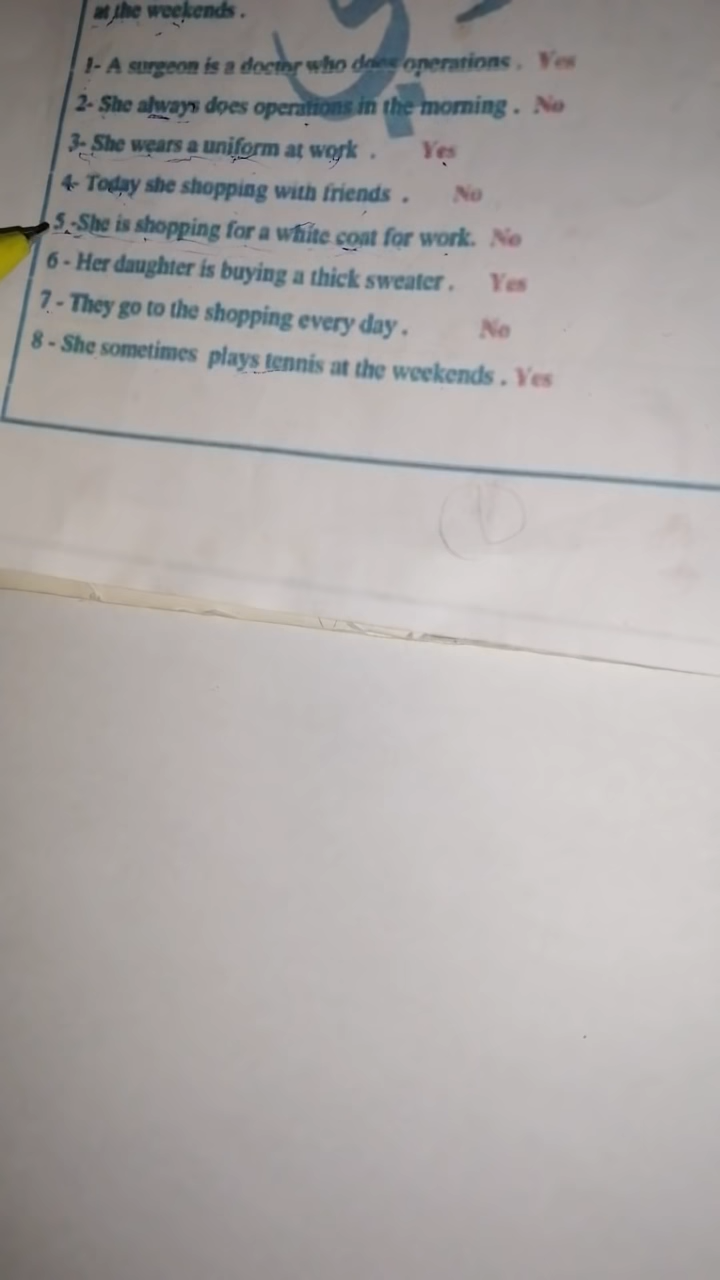 at the weekends .
1- A surgeon is a doctor who does operations . Yes
2- She always does operations in the morning . No
3- She wears a uniform at work . Yes
4- Today she shopping with friends . No
5 -She is shopping for a white coat for work. No
6 - Her daughter is buying a thick sweater . Yes
7 - They go to the shopping every day . No
8 - She sometimes plays tennis at the weekends . Yes